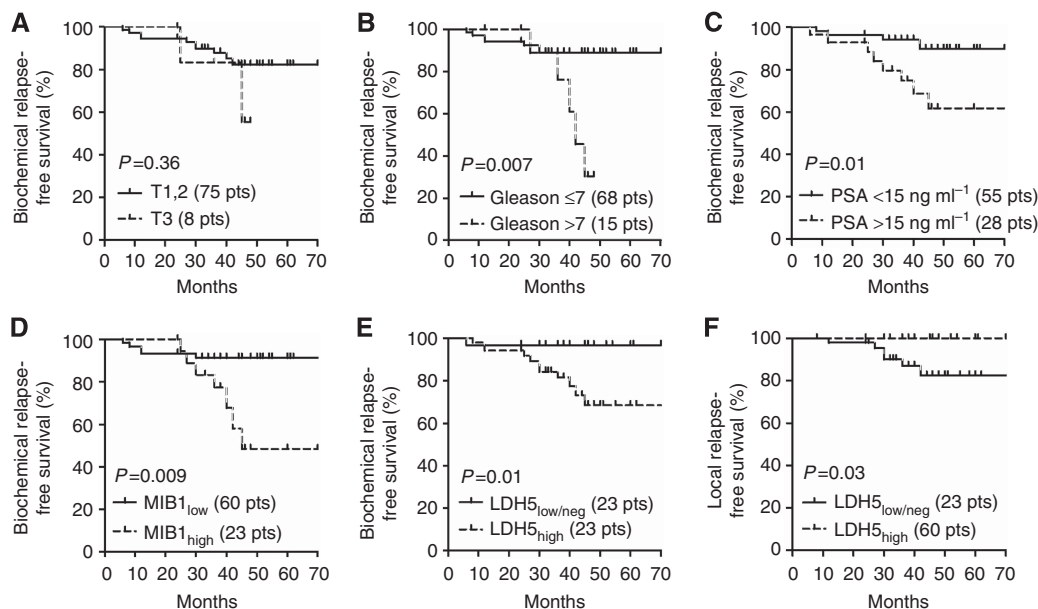 A
Biochemical relapse-
free survival (%)
100
80
60
40
20
0
P=0.36
T1,2 (75 pts)
T3 (8 pts)
0 10 20 30 40 50 60 70
Months
B
Biochemical relapse-
free survival (%)
100
80
60
40
20
0
P=0.007
Gleason ≤7 (68 pts)
Gleason >7 (15 pts)
0 10 20 30 40 50 60 70
Months
C
Biochemical relapse-
free survival (%)
100
80
60
40
20
0
P=0.01
PSA <15 ng ml⁻¹ (55 pts)
PSA >15 ng ml⁻¹ (28 pts)
0 10 20 30 40 50 60 70
Months
D
Biochemical relapse-
free survival (%)
100
80
60
40
20
0
P=0.009
MIB1low (60 pts)
MIB1high (23 pts)
0 10 20 30 40 50 60 70
Months
E
Biochemical relapse-
free survival (%)
100
80
60
40
20
0
P=0.01
LDH5low/neg (23 pts)
LDH5high (23 pts)
0 10 20 30 40 50 60 70
Months
F
Local relapse-
free survival (%)
100
80
60
40
20
0
P=0.03
LDH5low/neg (23 pts)
LDH5high (60 pts)
0 10 20 30 40 50 60 70
Months